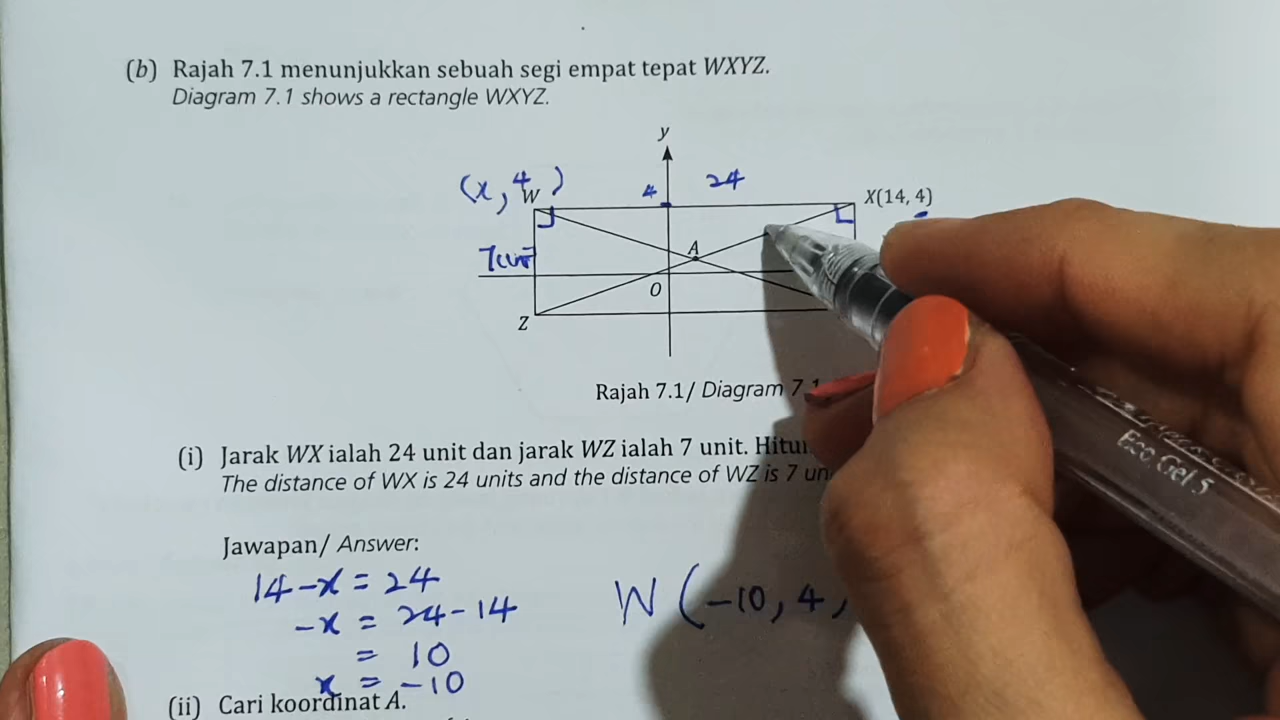 (b) Rajah 7.1 menunjukkan sebuah segi empat tepat WXYZ.
Diagram 7.1 shows a rectangle WXYZ.
y
(x, 4) W
4
24
X(14, 4)
7unit
A
O
Z
Rajah 7.1/ Diagram 7.1
(i) Jarak WX ialah 24 unit dan jarak WZ ialah 7 unit.
The distance of WX is 24 units and the distance of WZ is 7
Jawapan/ Answer:
14 - x = 24
-x = 24 - 14
= 10
x = -10
W (-10, 4,
(ii) Cari koordinat A.
Eco Gel 5